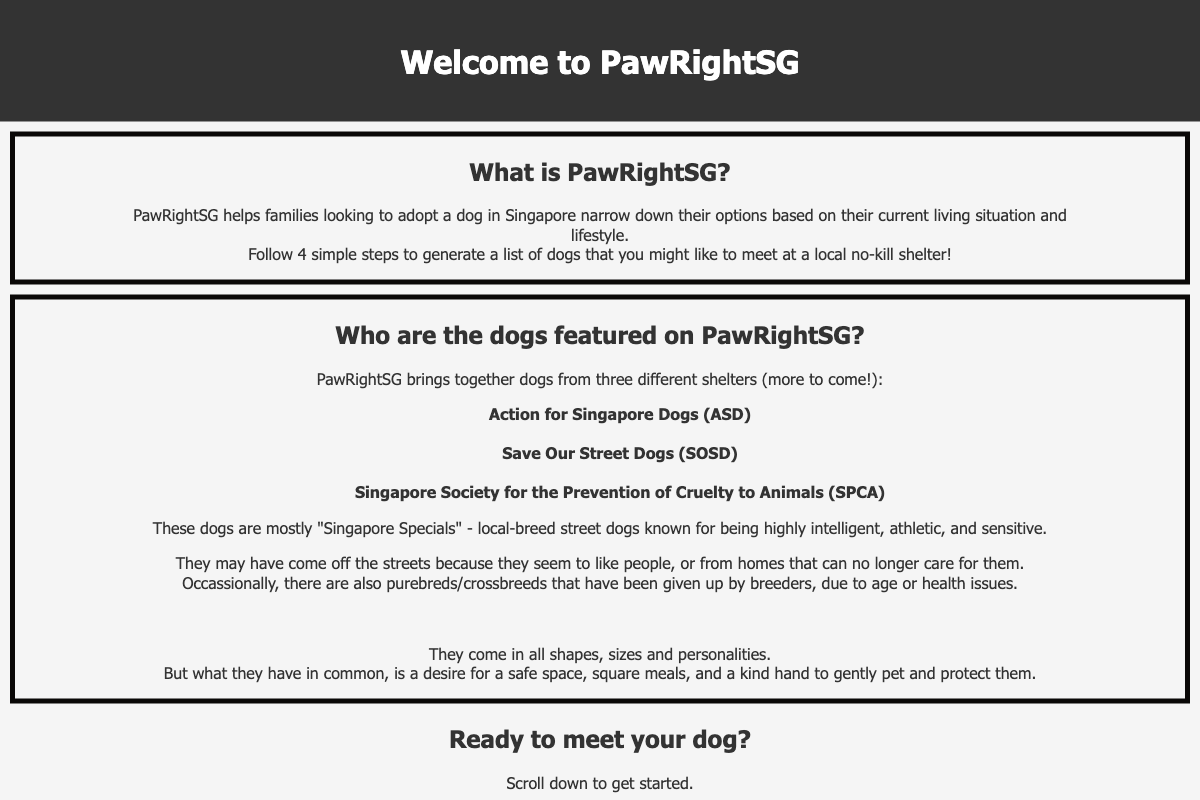 Welcome to PawRightSG
What is PawRightSG?
PawRightSG helps families looking to adopt a dog in Singapore narrow down their options based on their current living situation and
lifestyle.
Follow 4 simple steps to generate a list of dogs that you might like to meet at a local no-kill shelter!
Who are the dogs featured on PawRightSG?
PawRightSG brings together dogs from three different shelters (more to come!):
Action for Singapore Dogs (ASD)
Save Our Street Dogs (SOSD)
Singapore Society for the Prevention of Cruelty to Animals (SPCA)
These dogs are mostly "Singapore Specials" - local-breed street dogs known for being highly intelligent, athletic, and sensitive.
They may have come off the streets because they seem to like people, or from homes that can no longer care for them.
Occassionally, there are also purebreds/crossbreeds that have been given up by breeders, due to age or health issues.
They come in all shapes, sizes and personalities.
But what they have in common, is a desire for a safe space, square meals, and a kind hand to gently pet and protect them.
Ready to meet your dog?
Scroll down to get started.